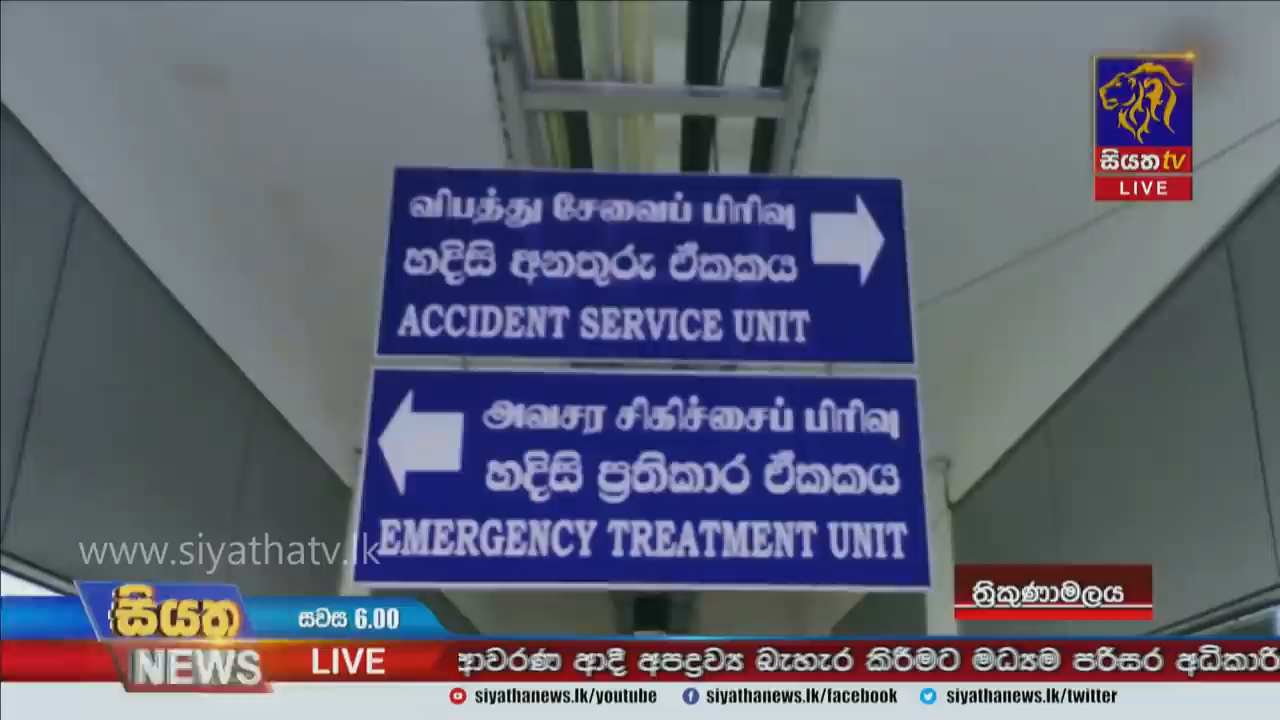 සියත tv
LIVE
விபத்து சேவைப் பிரிவு
හදිසි අනතුරු ඒකකය
ACCIDENT SERVICE UNIT
அவசர சிகிச்சைப் பிரிவு
හදිසි ප්‍රතිකාර ඒකකය
EMERGENCY TREATMENT UNIT
www.siyathatv.lk
ත්‍රිකුණාමලය
සියත
NEWS
සවස 6.00
LIVE
ආවරණ ආදී අපද්‍රව්‍ය බැහැර කිරීමට මධ්‍යම පරිසර අධිකාරී
siyathanews.lk/youtube
siyathanews.lk/facebook
siyathanews.lk/twitter